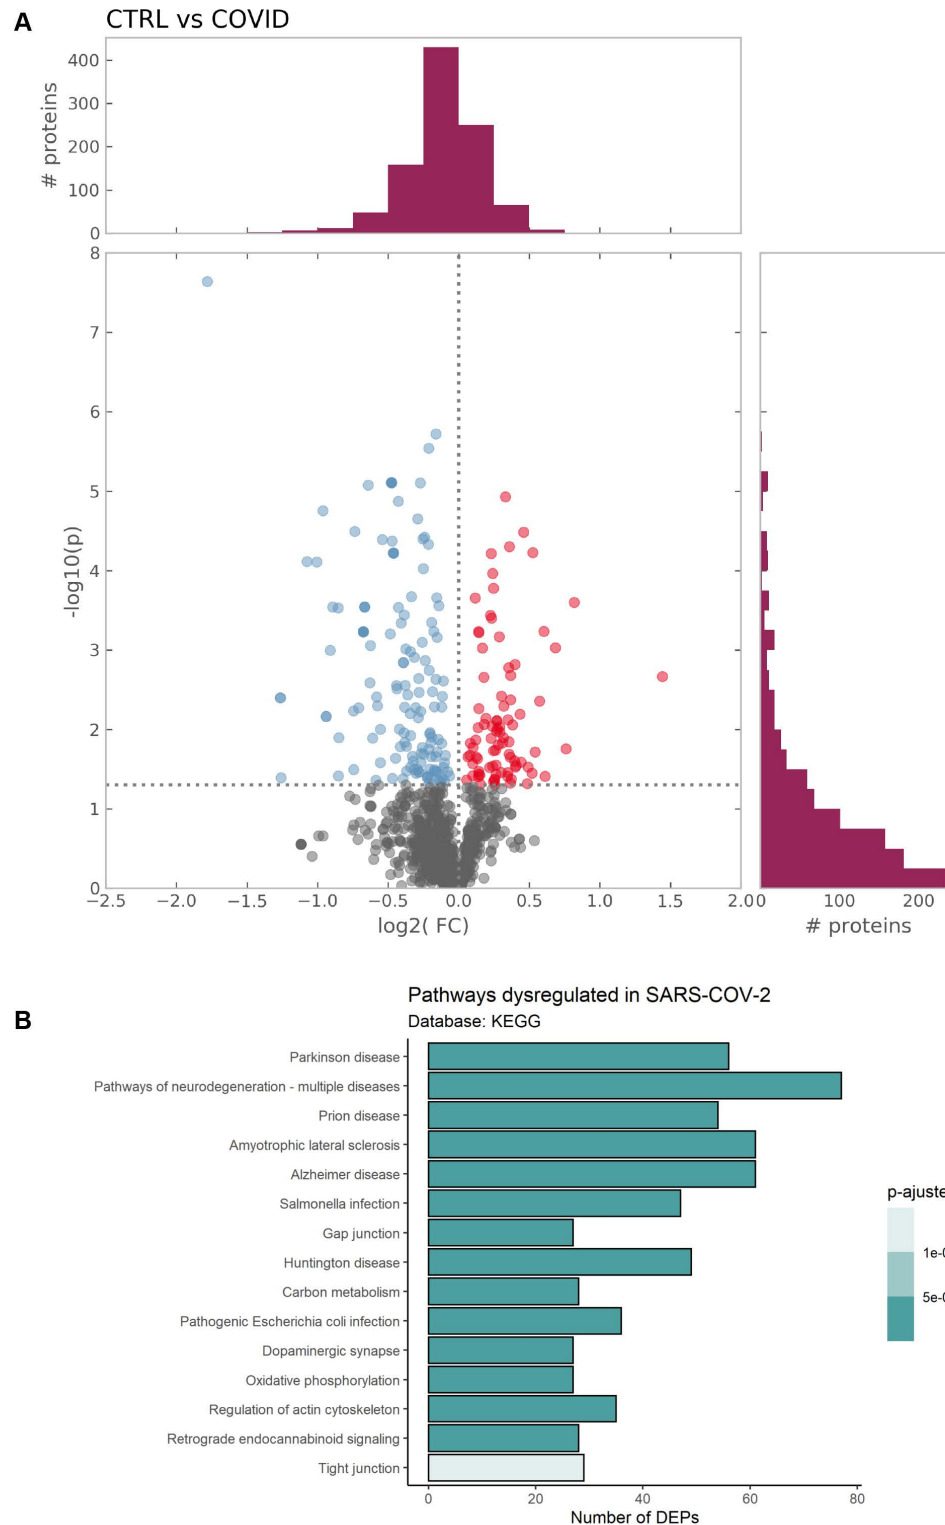 A
CTRL vs COVID
400
300
200
100
0
# proteins
8
7
6
5
4
3
2
1
0
-log10(p)
−2.5 −2.0 −1.5 −1.0 −0.5 0.0 0.5 1.0 1.5 2.0
log2( FC)
0 100 200
# proteins
B
Pathways dysregulated in SARS-COV-2
Database: KEGG
Parkinson disease
Pathways of neurodegeneration - multiple diseases
Prion disease
Amyotrophic lateral sclerosis
Alzheimer disease
Salmonella infection
Gap junction
Huntington disease
Carbon metabolism
Pathogenic Escherichia coli infection
Dopaminergic synapse
Oxidative phosphorylation
Regulation of actin cytoskeleton
Retrograde endocannabinoid signaling
Tight junction
0 20 40 60 80
Number of DEPs
p-ajuste
1e-0
5e-0